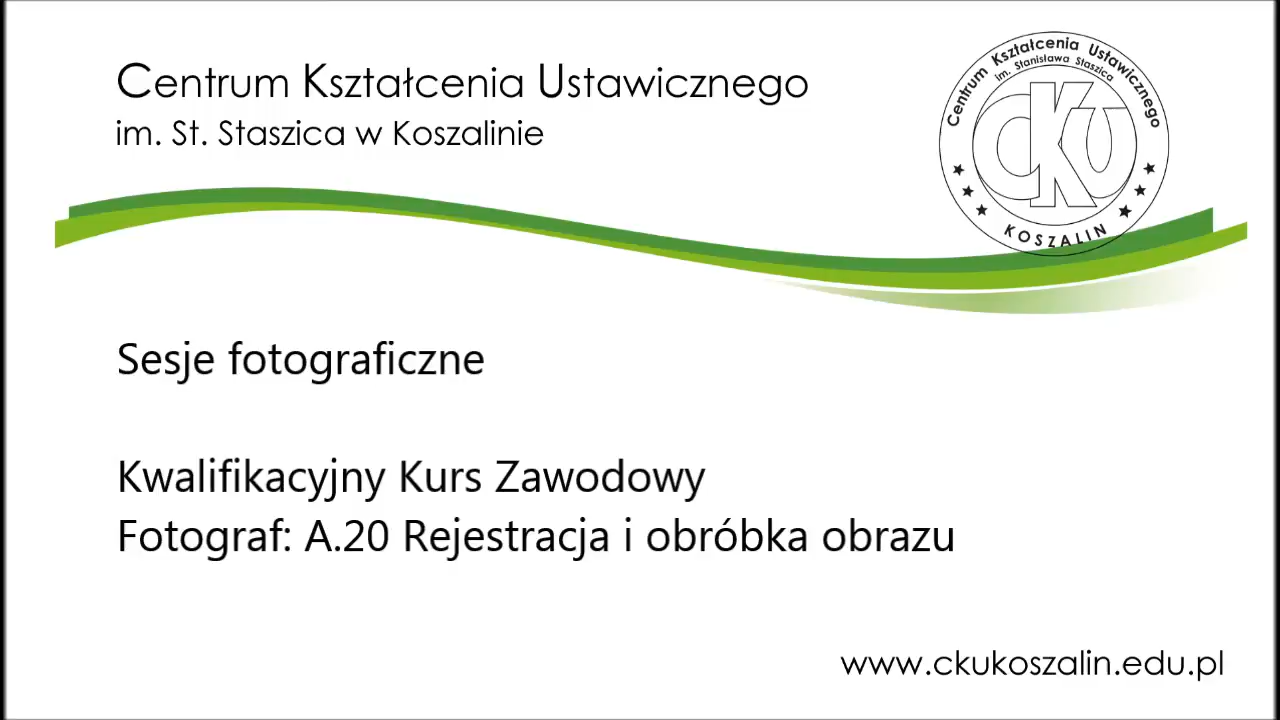 Centrum Kształcenia Ustawicznego
im. St. Staszica w Koszalinie
Centrum Kształcenia Ustawicznego
im. Stanisława Staszica
CKU
KOSZALIN
Sesje fotograficzne
Kwalifikacyjny Kurs Zawodowy
Fotograf: A.20 Rejestracja i obróbka obrazu
www.ckukoszalin.edu.pl